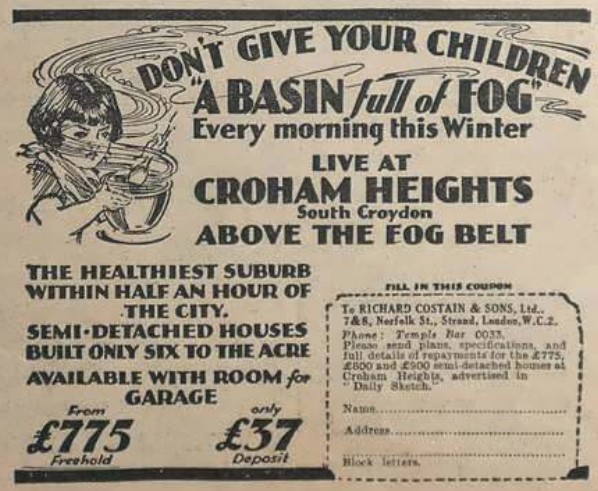 DON'T GIVE YOUR CHILDREN
"A BASIN full of FOG"
Every morning this Winter
LIVE AT
CROHAM HEIGHTS
South Croydon
ABOVE THE FOG BELT
THE HEALTHIEST SUBURB
WITHIN HALF AN HOUR OF
THE CITY.
SEMI-DETACHED HOUSES
BUILT ONLY SIX TO THE ACRE
AVAILABLE WITH ROOM for
GARAGE
From
£775
Freehold
only
£37
Deposit
FILL IN THIS COUPON
To RICHARD COSTAIN & SONS, Ltd.,
7&8, Norfolk St., Strand, London, W.C.2.
Phone: Temple Bar 0033.
Please send plans, specifications, and
full details of repayments for the £775,
£800 and £900 semi-detached houses at
Croham Heights, advertised in
"Daily Sketch."
Name
Address
Block letters.